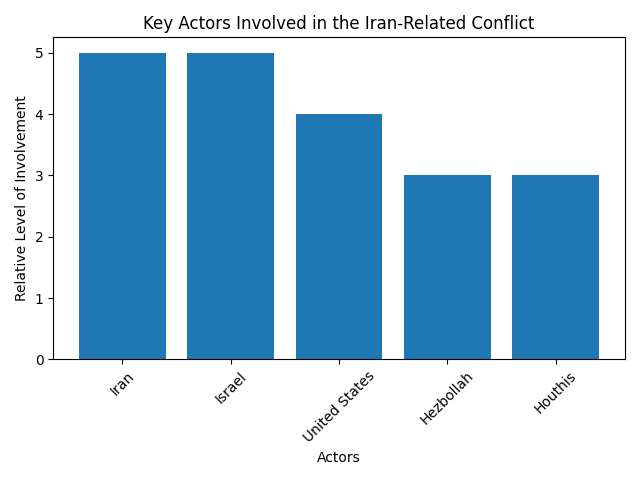 Key Actors Involved in the Iran-Related Conflict
Relative Level of Involvement
5
4
3
2
1
0
Iran
Israel
United States
Hezbollah
Houthis
Actors